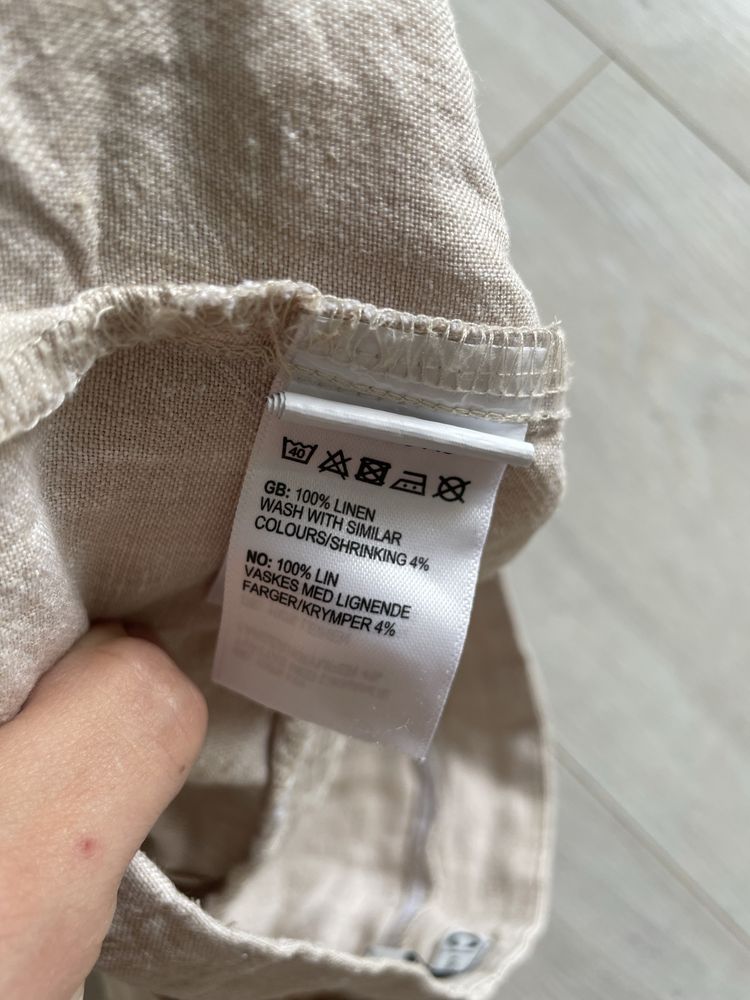 40
GB: 100% LINEN
WASH WITH SIMILAR
COLOURS/SHRINKING 4%
NO: 100% LIN
VASKES MED LIGNENDE
FARGER/KRYMPER 4%